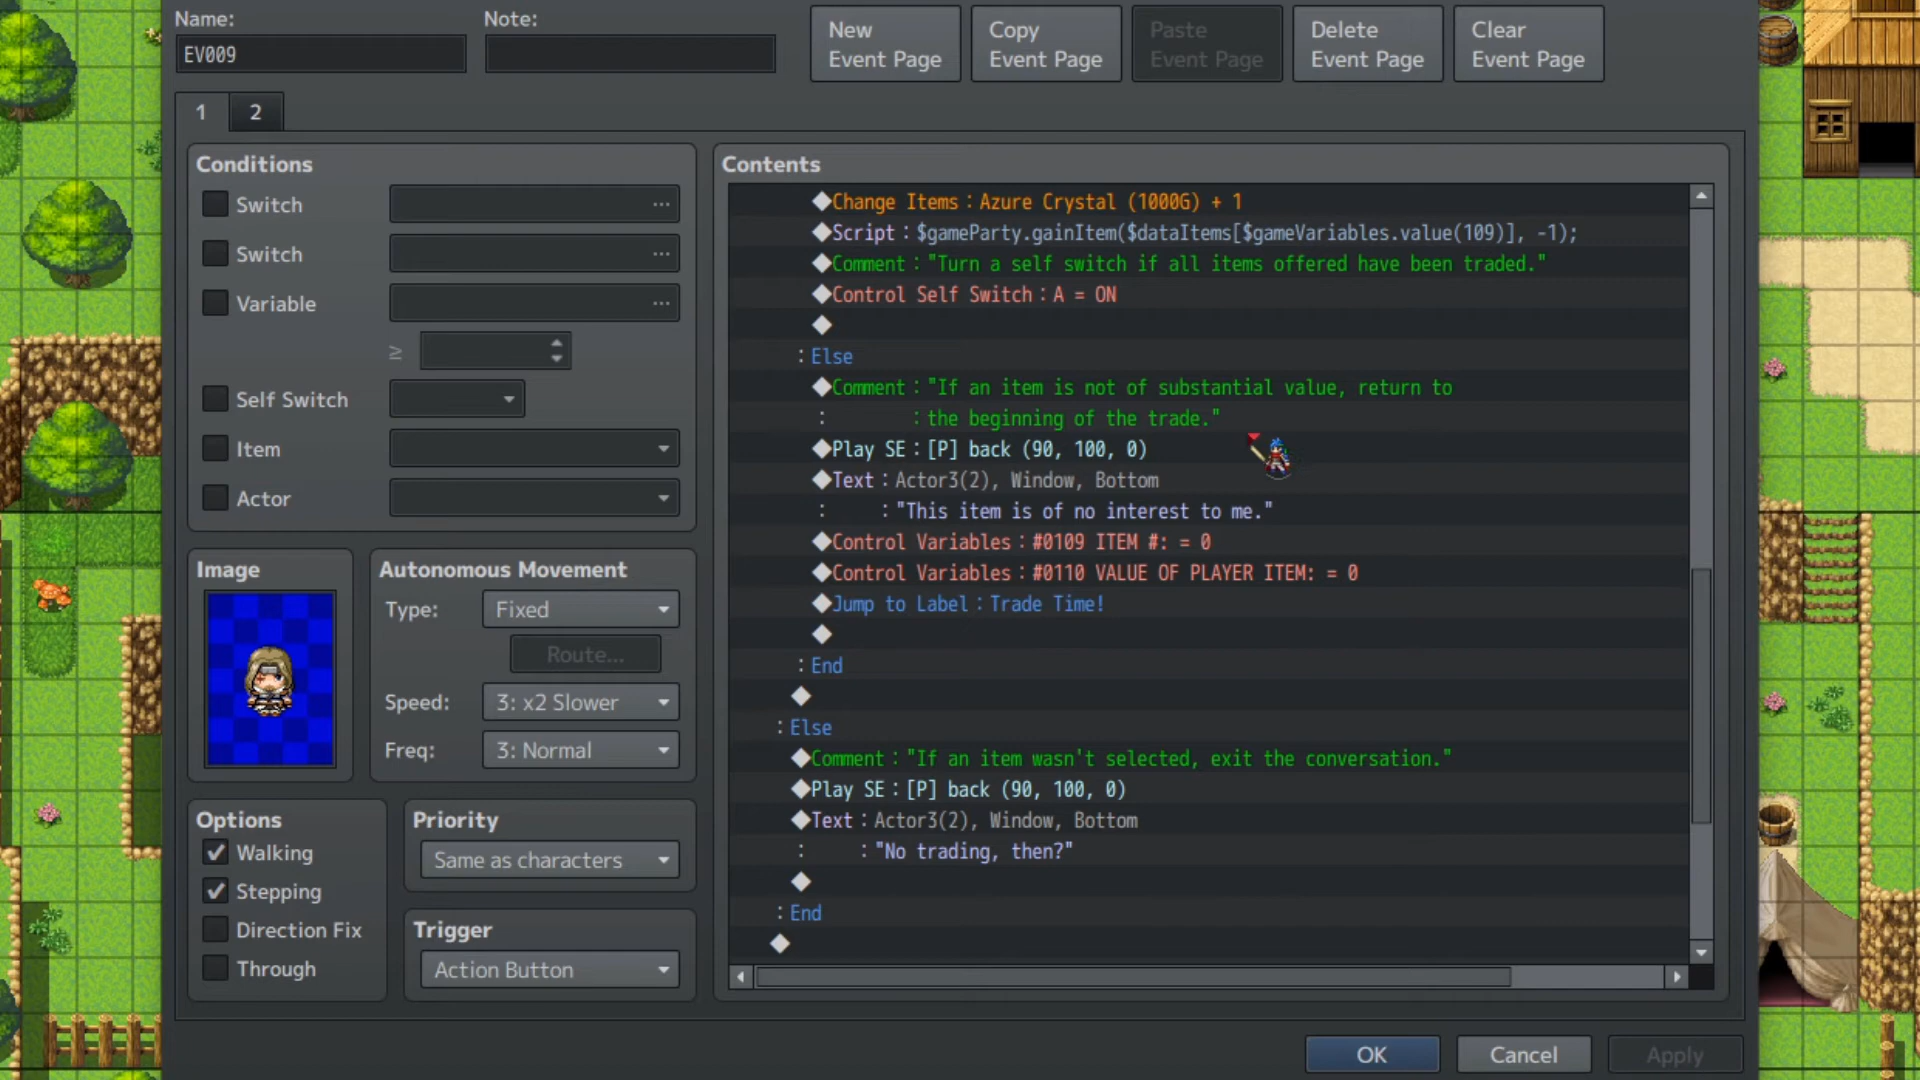 Name:
Note:
EV009
New
Event Page
Copy
Event Page
Paste
Event Page
Delete
Event Page
Clear
Event Page
1
2
Conditions
Switch
...
Switch
...
Variable
...
≥
Self Switch
Item
Actor
Image
Autonomous Movement
Type:
Fixed
Route...
Speed:
3: x2 Slower
Freq:
3: Normal
Options
Walking
Stepping
Direction Fix
Through
Priority
Same as characters
Trigger
Action Button
Contents
◆Change Items：Azure Crystal (1000G) + 1
◆Script：$gameParty.gainItem($dataItems[$gameVariables.value(109)], -1);
◆Comment："Turn a self switch if all items offered have been traded."
◆Control Self Switch：A = ON
◆
：Else
◆Comment："If an item is not of substantial value, return to
：　　　　：the beginning of the trade."
◆Play SE：[P] back (90, 100, 0)
◆Text：Actor3(2), Window, Bottom
：　　："This item is of no interest to me."
◆Control Variables：#0109 ITEM #: = 0
◆Control Variables：#0110 VALUE OF PLAYER ITEM: = 0
◆Jump to Label：Trade Time!
◆
：End
◆
：Else
◆Comment："If an item wasn't selected, exit the conversation."
◆Play SE：[P] back (90, 100, 0)
◆Text：Actor3(2), Window, Bottom
：　　："No trading, then?"
◆
：End
◆
OK
Cancel
Apply